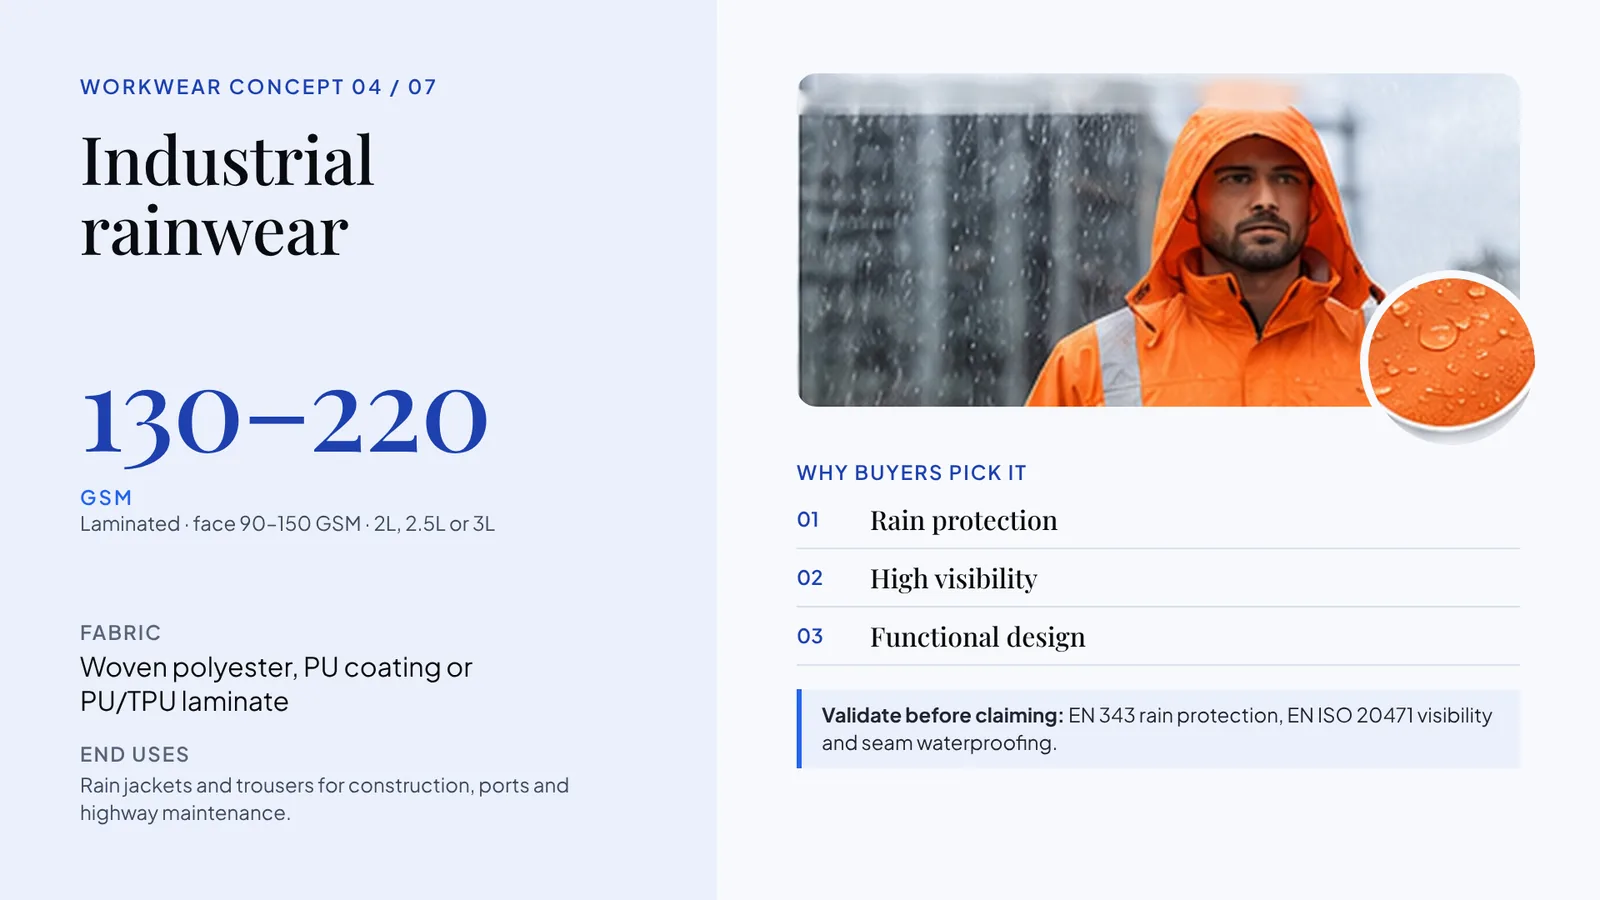 WORKWEAR CONCEPT 04 / 07
Industrial
rainwear
130–220
GSM
Laminated · face 90–150 GSM · 2L, 2.5L or 3L
FABRIC
Woven polyester, PU coating or
PU/TPU laminate
END USES
Rain jackets and trousers for construction, ports and
highway maintenance.
WHY BUYERS PICK IT
01 Rain protection
02 High visibility
03 Functional design
Validate before claiming: EN 343 rain protection, EN ISO 20471 visibility
and seam waterproofing.